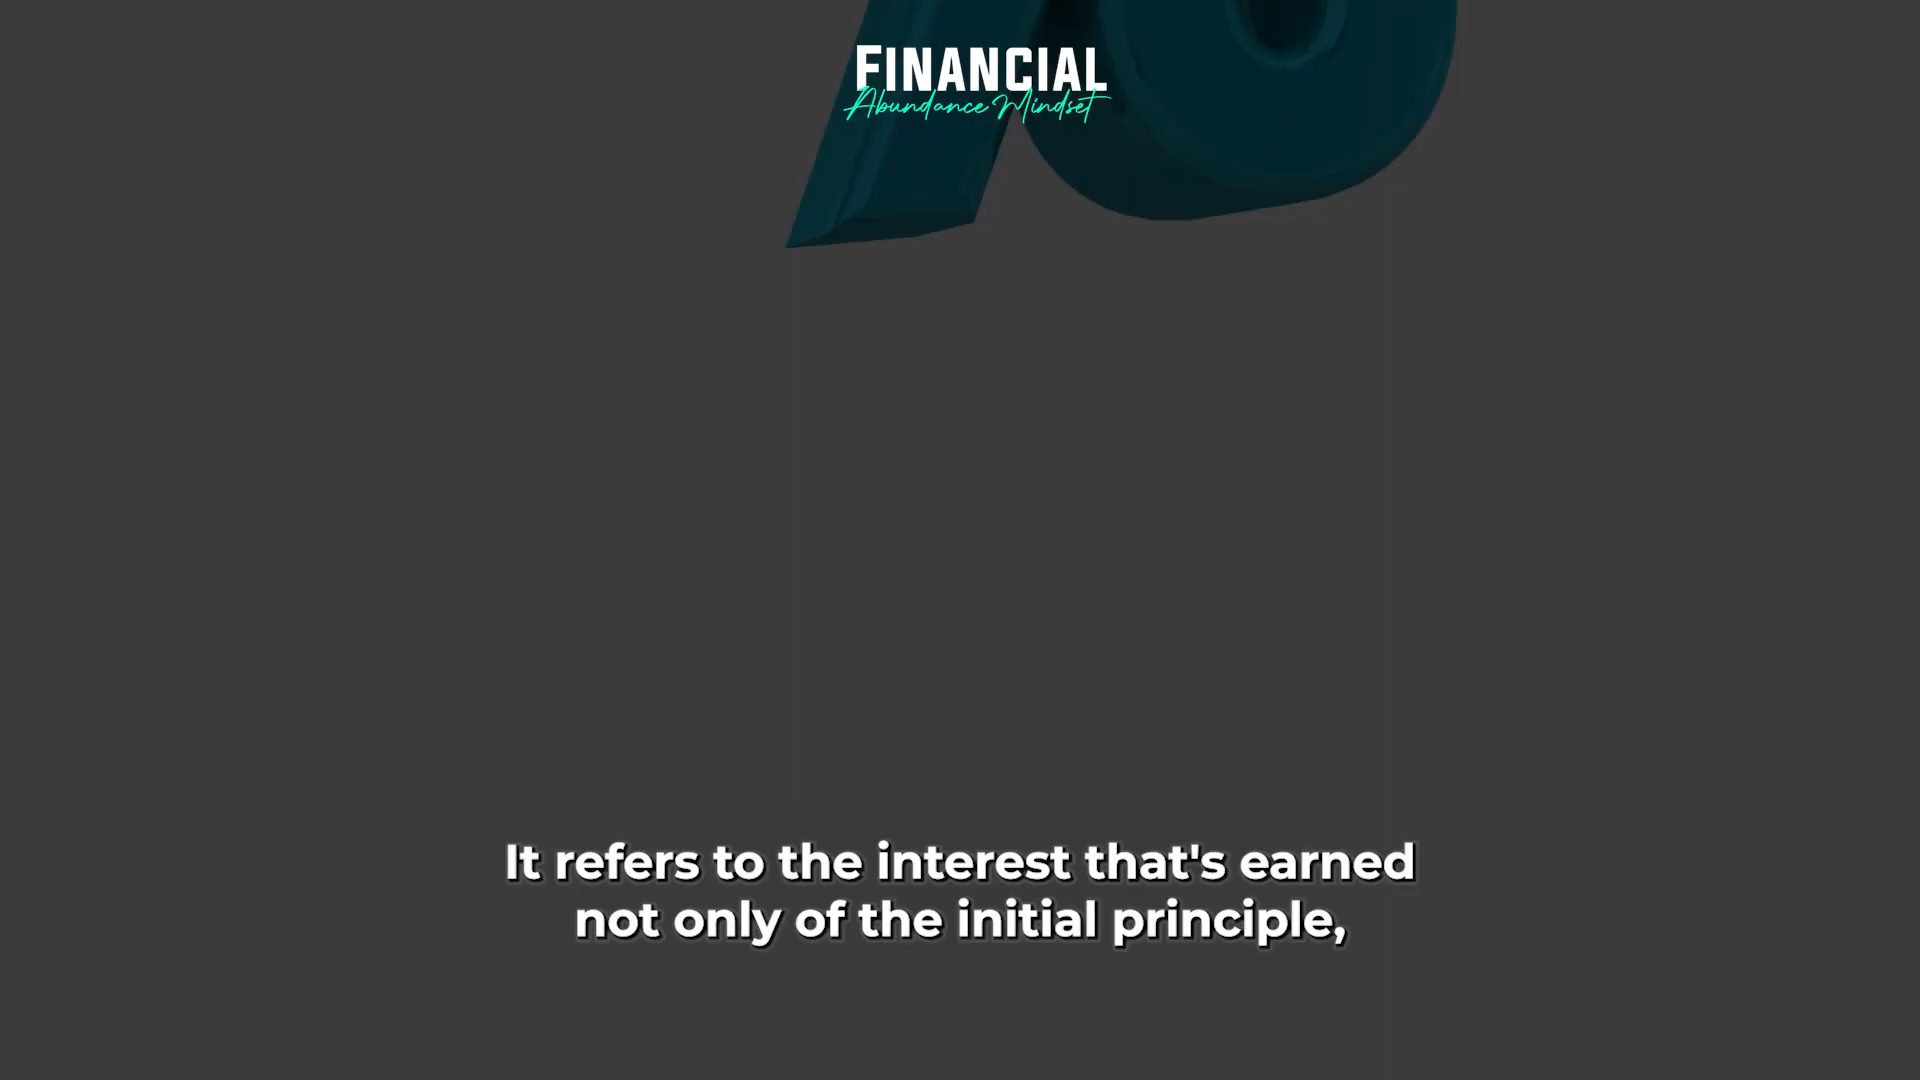 FINANCIAL
Abundance Mindset
It refers to the interest that's earned
not only of the initial principle,